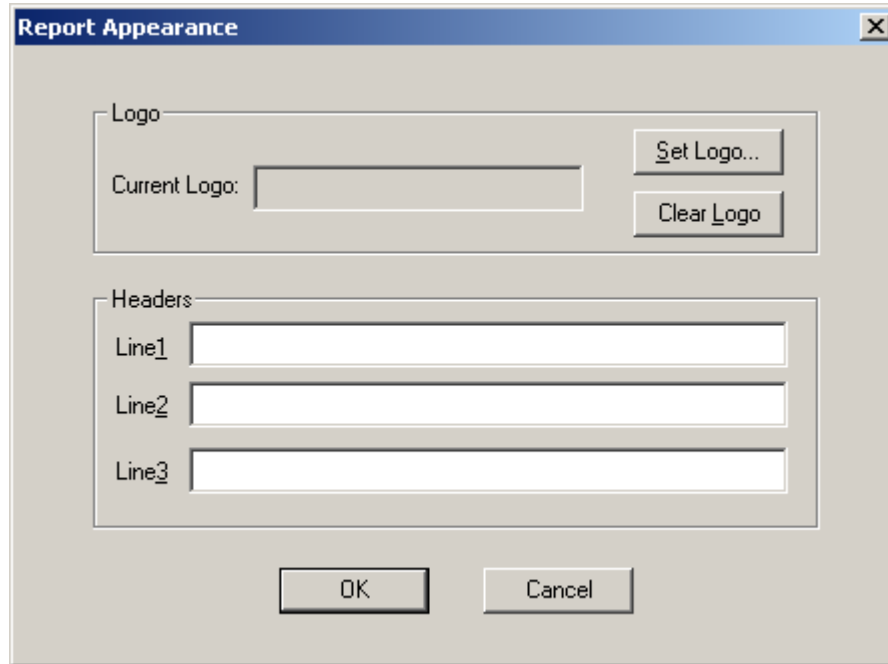 Report Appearance
Logo
Current Logo:
Set Logo...
Clear Logo
Headers
Line1
Line2
Line3
OK
Cancel